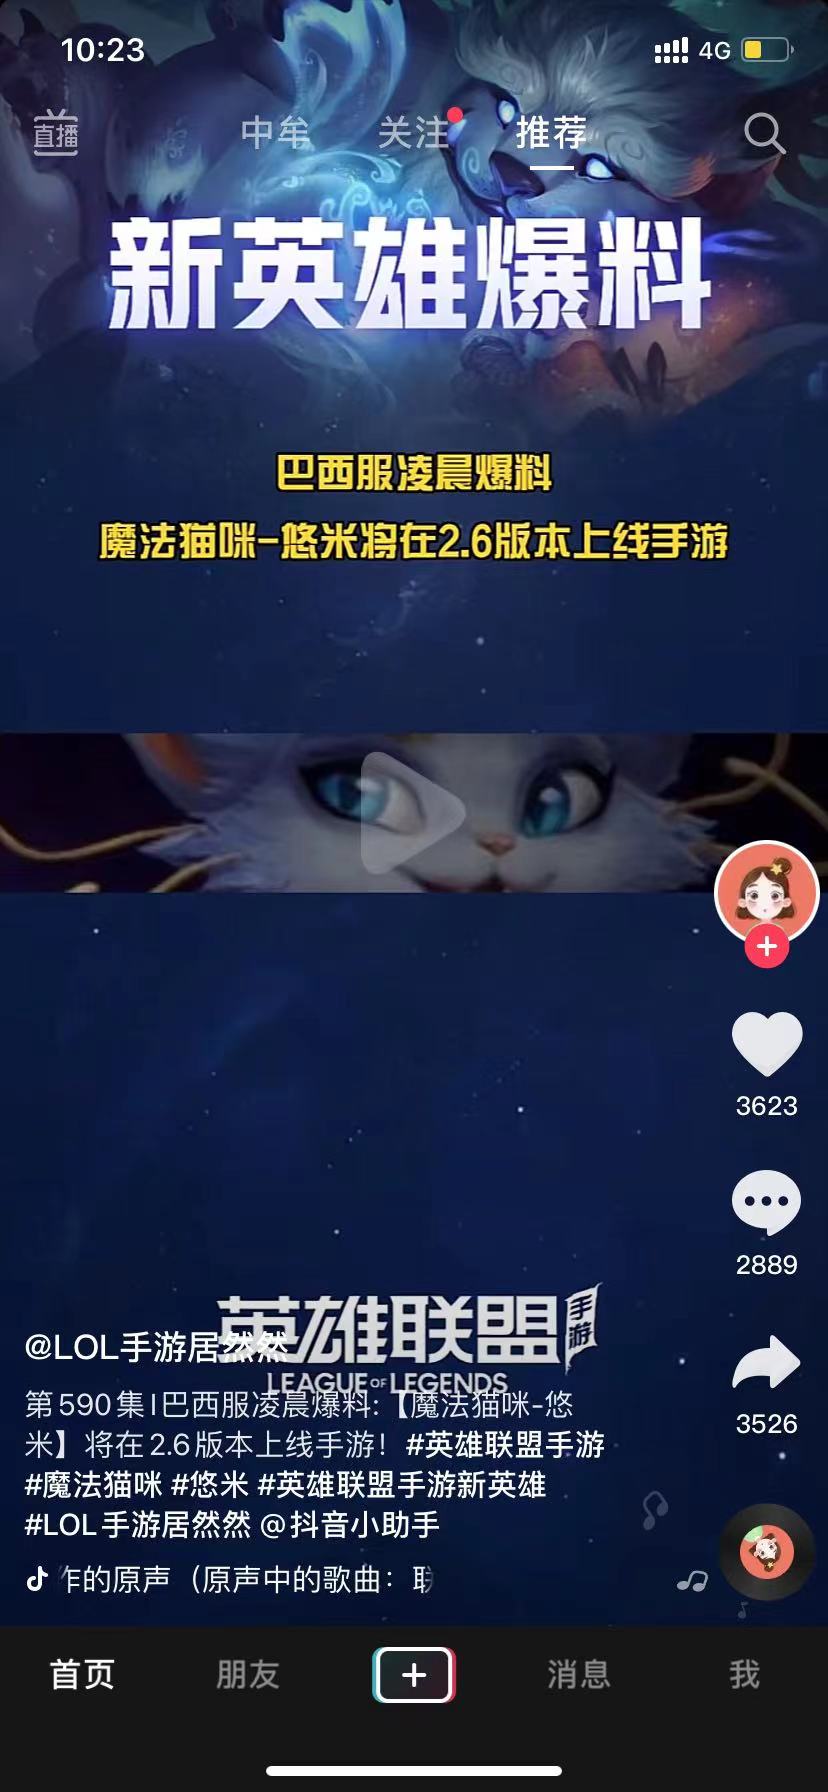 10:23
4G
直播
中牟
关注
推荐
新英雄爆料
巴西服凌晨爆料
魔法猫咪-悠米将在2.6版本上线手游
3623
2889
英雄联盟手游
@LOL手游居然然
LEAGUE OF LEGENDS
3526
第590集|巴西服凌晨爆料:【魔法猫咪-悠
米】将在2.6版本上线手游！#英雄联盟手游
#魔法猫咪 #悠米 #英雄联盟手游新英雄
#LOL手游居然然 @抖音小助手
作的原声（原声中的歌曲：
首页
朋友
消息
我